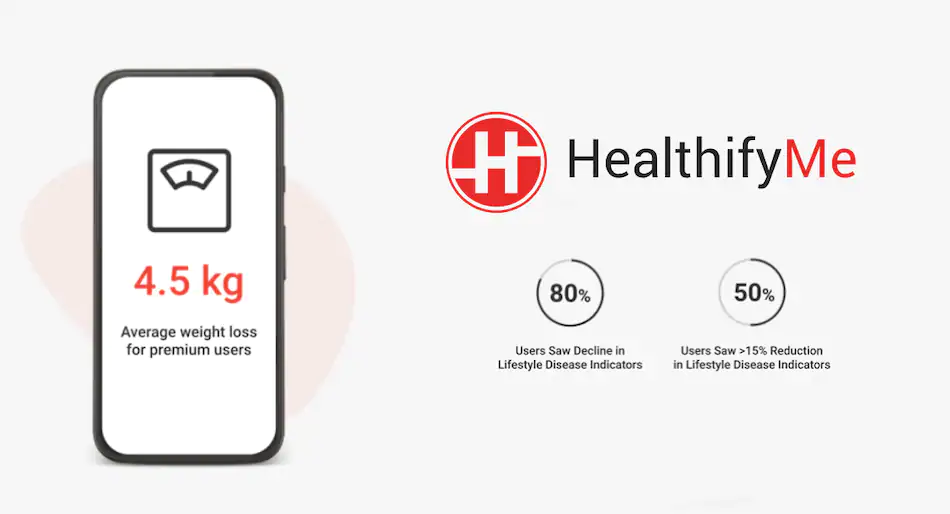 4.5 kg
Average weight loss
for premium users
HealthifyMe
80%
Users Saw Decline in
Lifestyle Disease Indicators
50%
Users Saw >15% Reduction
in Lifestyle Disease Indicators